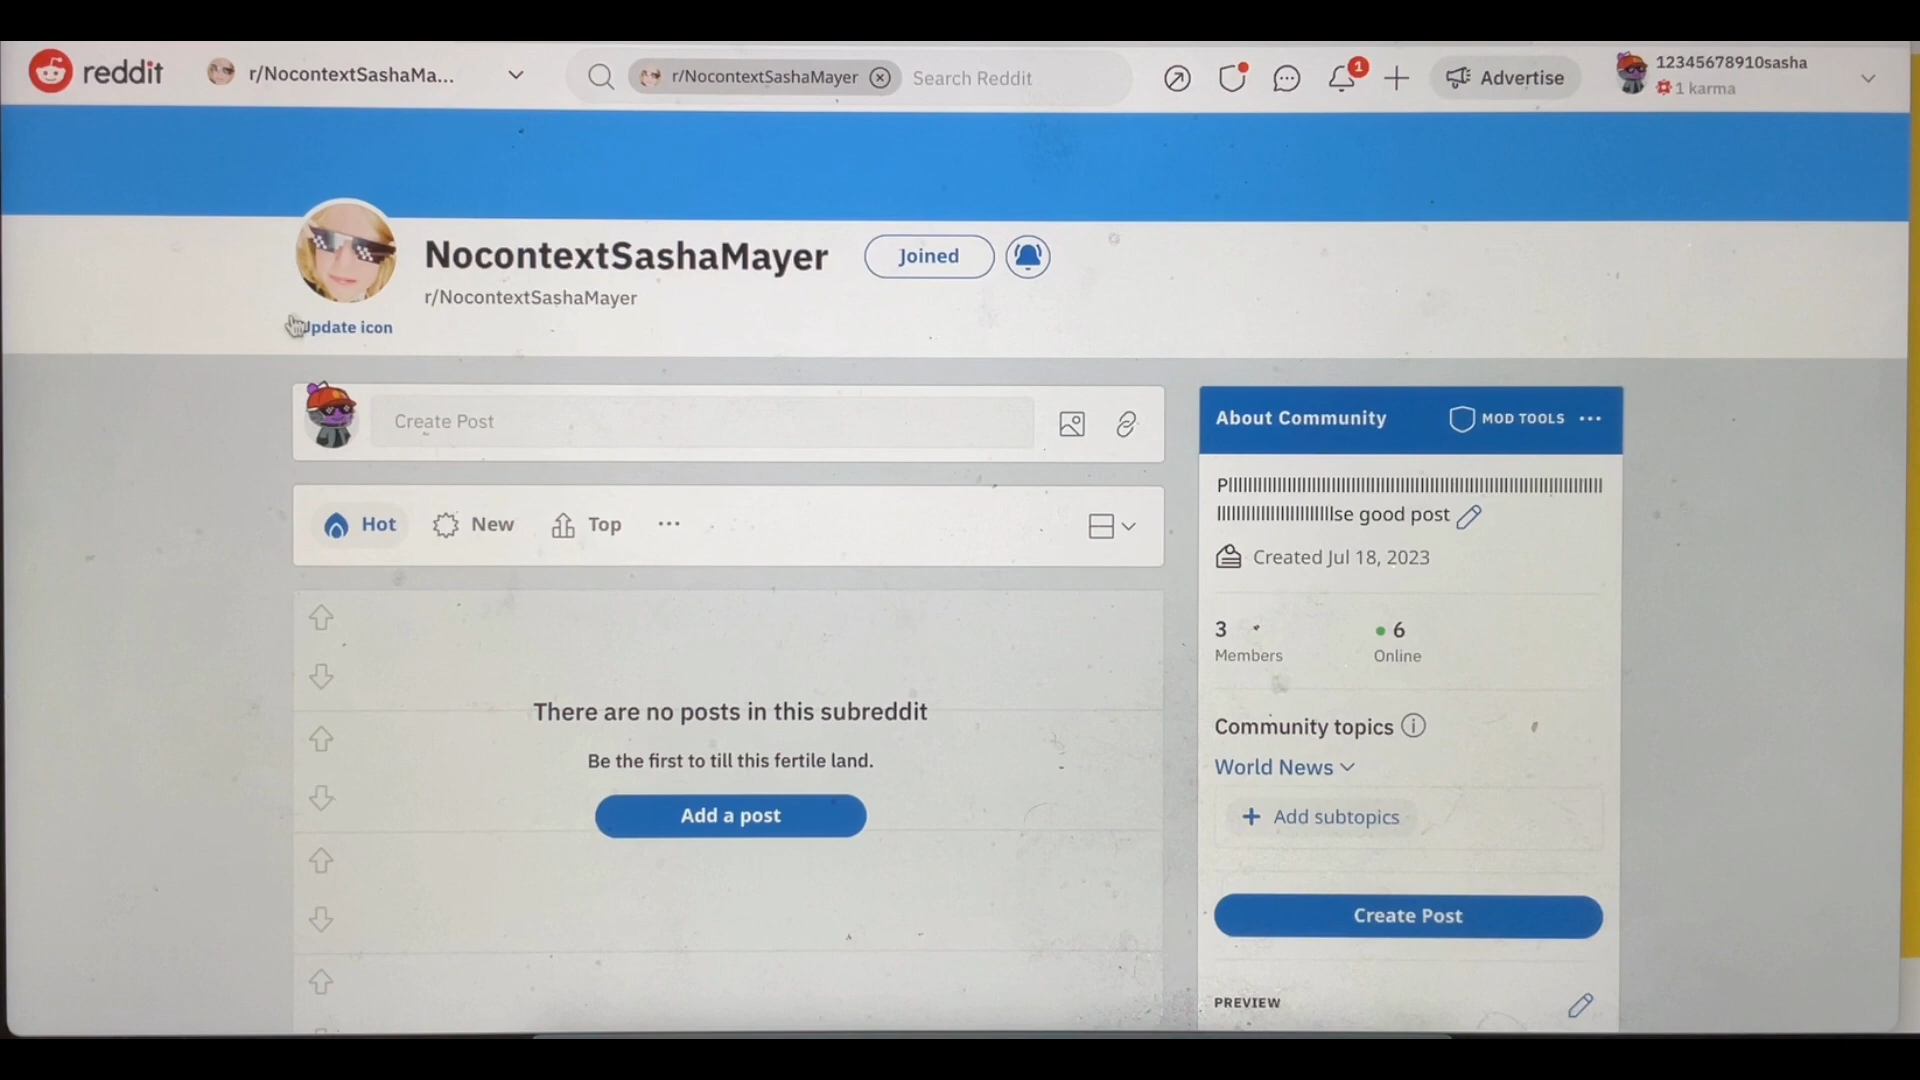 reddit
r/NocontextSashaMa...
r/NocontextSashaMayer
Search Reddit
1
Advertise
12345678910sasha
1 karma
NocontextSashaMayer
Joined
r/NocontextSashaMayer
Update icon
Create Post
Hot
New
Top
About Community
MOD TOOLS
se good post
Created Jul 18, 2023
3
6
Members
Online
Community topics
World News
Add subtopics
There are no posts in this subreddit
Be the first to till this fertile land.
Add a post
Create Post
PREVIEW